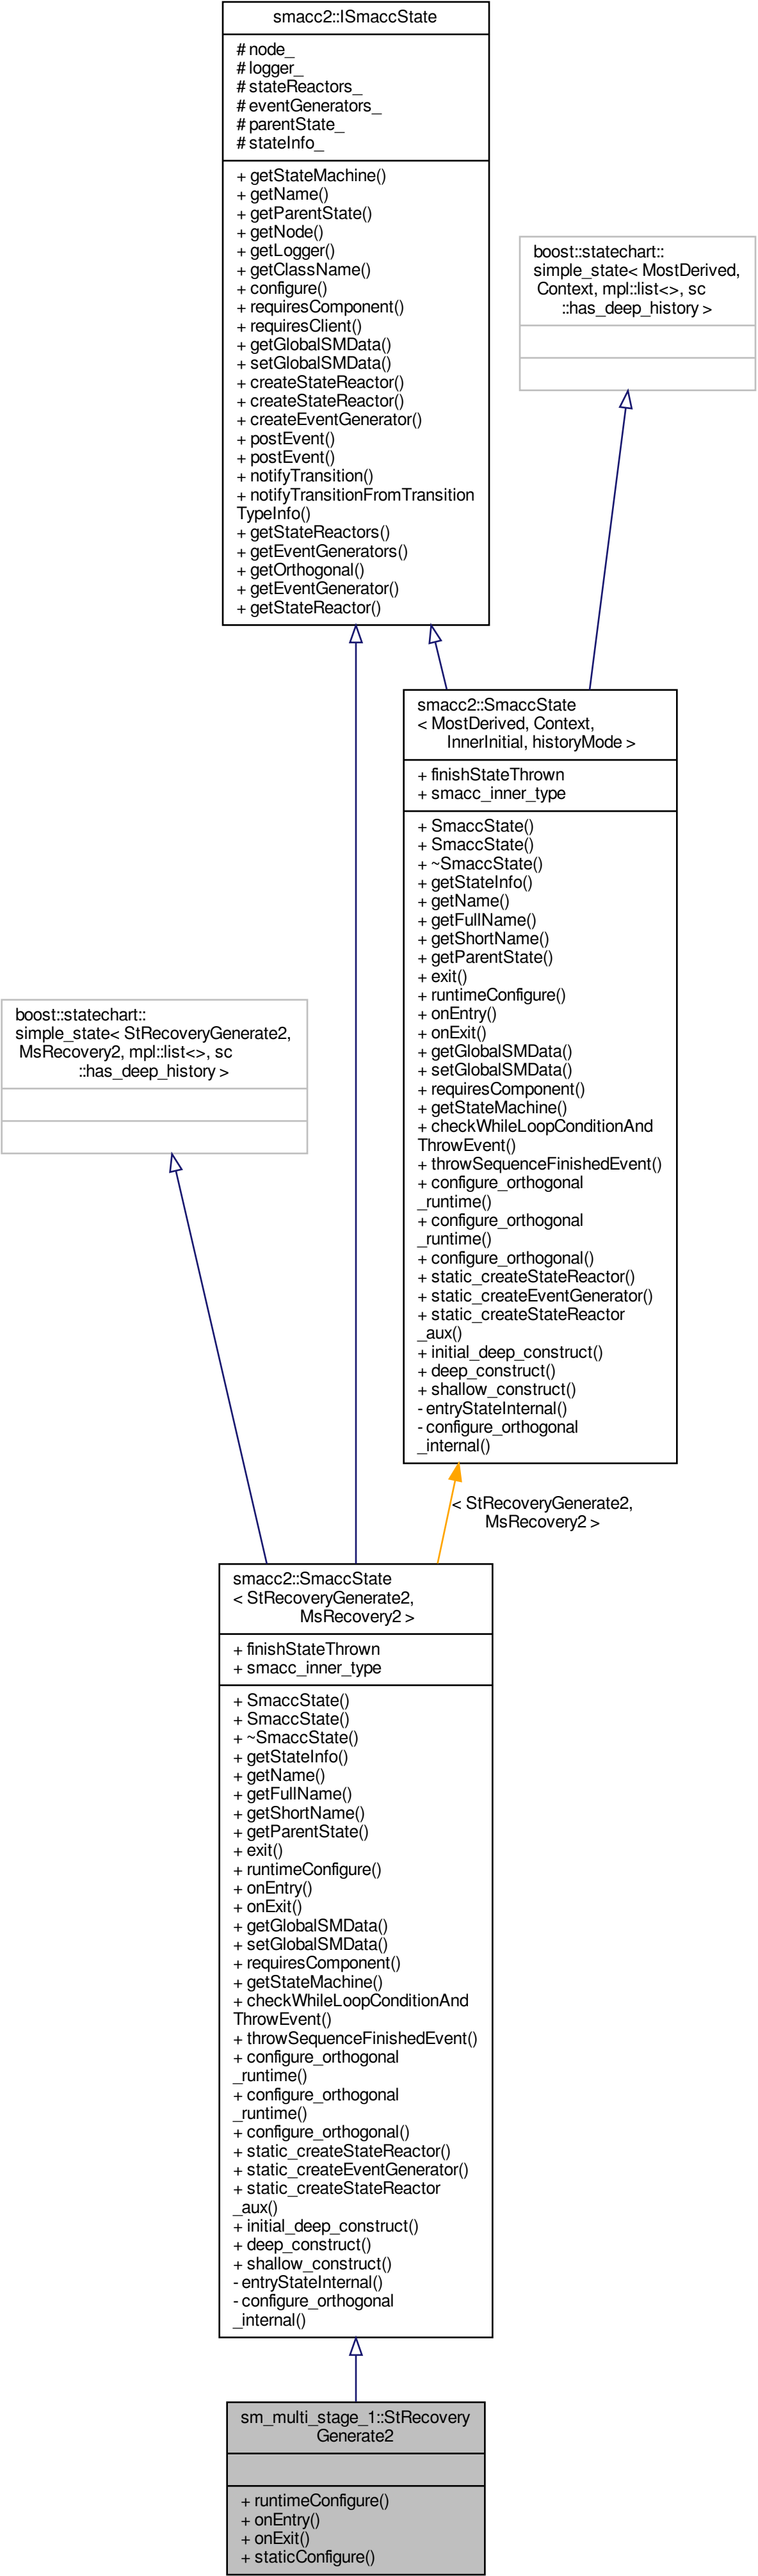 smacc2::ISmaccState
# node_
# logger_
# stateReactors_
# eventGenerators_
# parentState_
# stateInfo_
+ getStateMachine()
+ getName()
+ getParentState()
+ getNode()
+ getLogger()
+ getClassName()
+ configure()
+ requiresComponent()
+ requiresClient()
+ getGlobalSMData()
+ setGlobalSMData()
+ createStateReactor()
+ createStateReactor()
+ createEventGenerator()
+ postEvent()
+ postEvent()
+ notifyTransition()
+ notifyTransitionFromTransition
TypeInfo()
+ getStateReactors()
+ getEventGenerators()
+ getOrthogonal()
+ getEventGenerator()
+ getStateReactor()
boost::statechart::
simple_state< MostDerived,
Context, mpl::list<>, sc
::has_deep_history >
smacc2::SmaccState
< MostDerived, Context,
InnerInitial, historyMode >
+ finishStateThrown
+ smacc_inner_type
+ SmaccState()
+ SmaccState()
+ ~SmaccState()
+ getStateInfo()
+ getName()
+ getFullName()
+ getShortName()
+ getParentState()
+ exit()
+ runtimeConfigure()
+ onEntry()
+ onExit()
+ getGlobalSMData()
+ setGlobalSMData()
+ requiresComponent()
+ getStateMachine()
+ checkWhileLoopConditionAnd
ThrowEvent()
+ throwSequenceFinishedEvent()
+ configure_orthogonal
_runtime()
+ configure_orthogonal
_runtime()
+ configure_orthogonal()
+ static_createStateReactor()
+ static_createEventGenerator()
+ static_createStateReactor
_aux()
+ initial_deep_construct()
+ deep_construct()
+ shallow_construct()
- entryStateInternal()
- configure_orthogonal
_internal()
boost::statechart::
simple_state< StRecoveryGenerate2,
MsRecovery2, mpl::list<>, sc
::has_deep_history >
< StRecoveryGenerate2,
MsRecovery2 >
smacc2::SmaccState
< StRecoveryGenerate2,
MsRecovery2 >
+ finishStateThrown
+ smacc_inner_type
+ SmaccState()
+ SmaccState()
+ ~SmaccState()
+ getStateInfo()
+ getName()
+ getFullName()
+ getShortName()
+ getParentState()
+ exit()
+ runtimeConfigure()
+ onEntry()
+ onExit()
+ getGlobalSMData()
+ setGlobalSMData()
+ requiresComponent()
+ getStateMachine()
+ checkWhileLoopConditionAnd
ThrowEvent()
+ throwSequenceFinishedEvent()
+ configure_orthogonal
_runtime()
+ configure_orthogonal
_runtime()
+ configure_orthogonal()
+ static_createStateReactor()
+ static_createEventGenerator()
+ static_createStateReactor
_aux()
+ initial_deep_construct()
+ deep_construct()
+ shallow_construct()
- entryStateInternal()
- configure_orthogonal
_internal()
sm_multi_stage_1::StRecovery
Generate2
+ runtimeConfigure()
+ onEntry()
+ onExit()
+ staticConfigure()